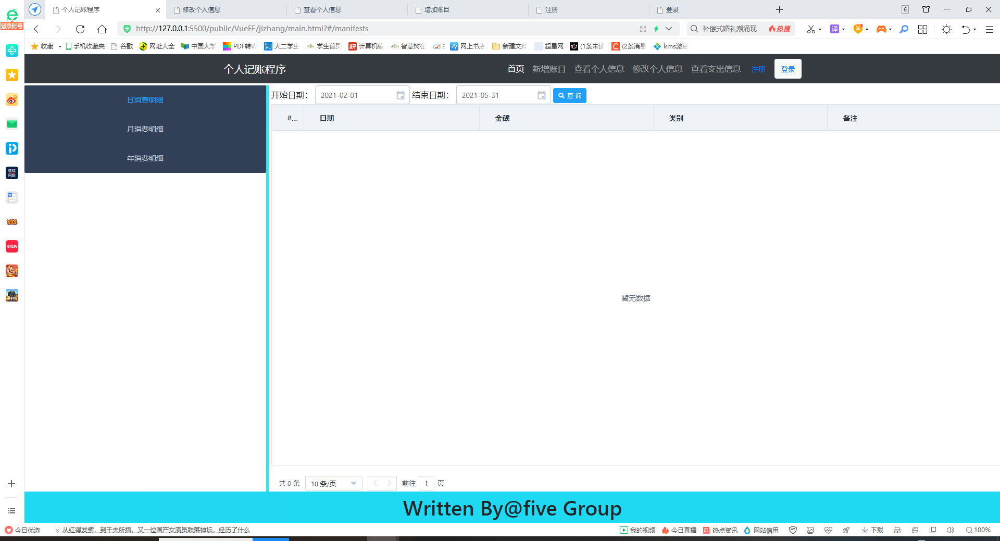 个人记账程序
修改个人信息
查看个人信息
增加账目
注册
登录
6
登录账号
http://127.0.0.1:5500/public/VueFE/jizhang/main.html?#/manifests
补偿式婚礼潮涌现
热搜
译
收藏
手机收藏夹
谷歌
网址大全
中国大学
PDF转W
知 大二学生
学生首页
快 计算机编
智慧树在
网上书店
新建文件
超星网
(1条未读
C (2条消息
kms激活
个人记账程序
首页 新增账目 查看个人信息 修改个人信息 查看支出信息 注册 登录
日消费明细
月消费明细
年消费明细
开始日期： 2021-02-01 结束日期： 2021-05-31 查询
#... 日期 金额 类别 备注
暂无数据
共 0 条 10 条/页 前往 1 页
Written By@five Group
环球
网校
小红书
今日优选
从红得发紫，到千夫所指，又一位国产女演员跌落神坛，经历了什么
我的视频 今日直播 热点资讯 网站信用 下载 100%